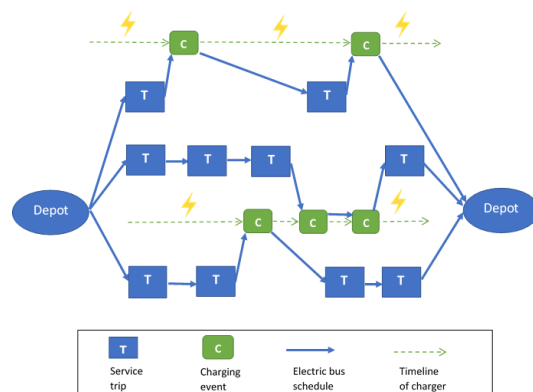 C C
T T
T T T T
Depot Depot
C C C
T T T T
T C
Service Charging Electric bus Timeline
trip event schedule of charger